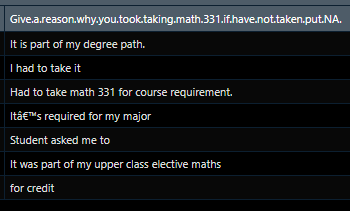 Give.a.reason.why.you.took.taking.math.331.if.have.not.taken.put.NA.
It is part of my degree path.
I had to take it
Had to take math 331 for course requirement.
Itâ€™s required for my major
Student asked me to
It was part of my upper class elective maths
for credit